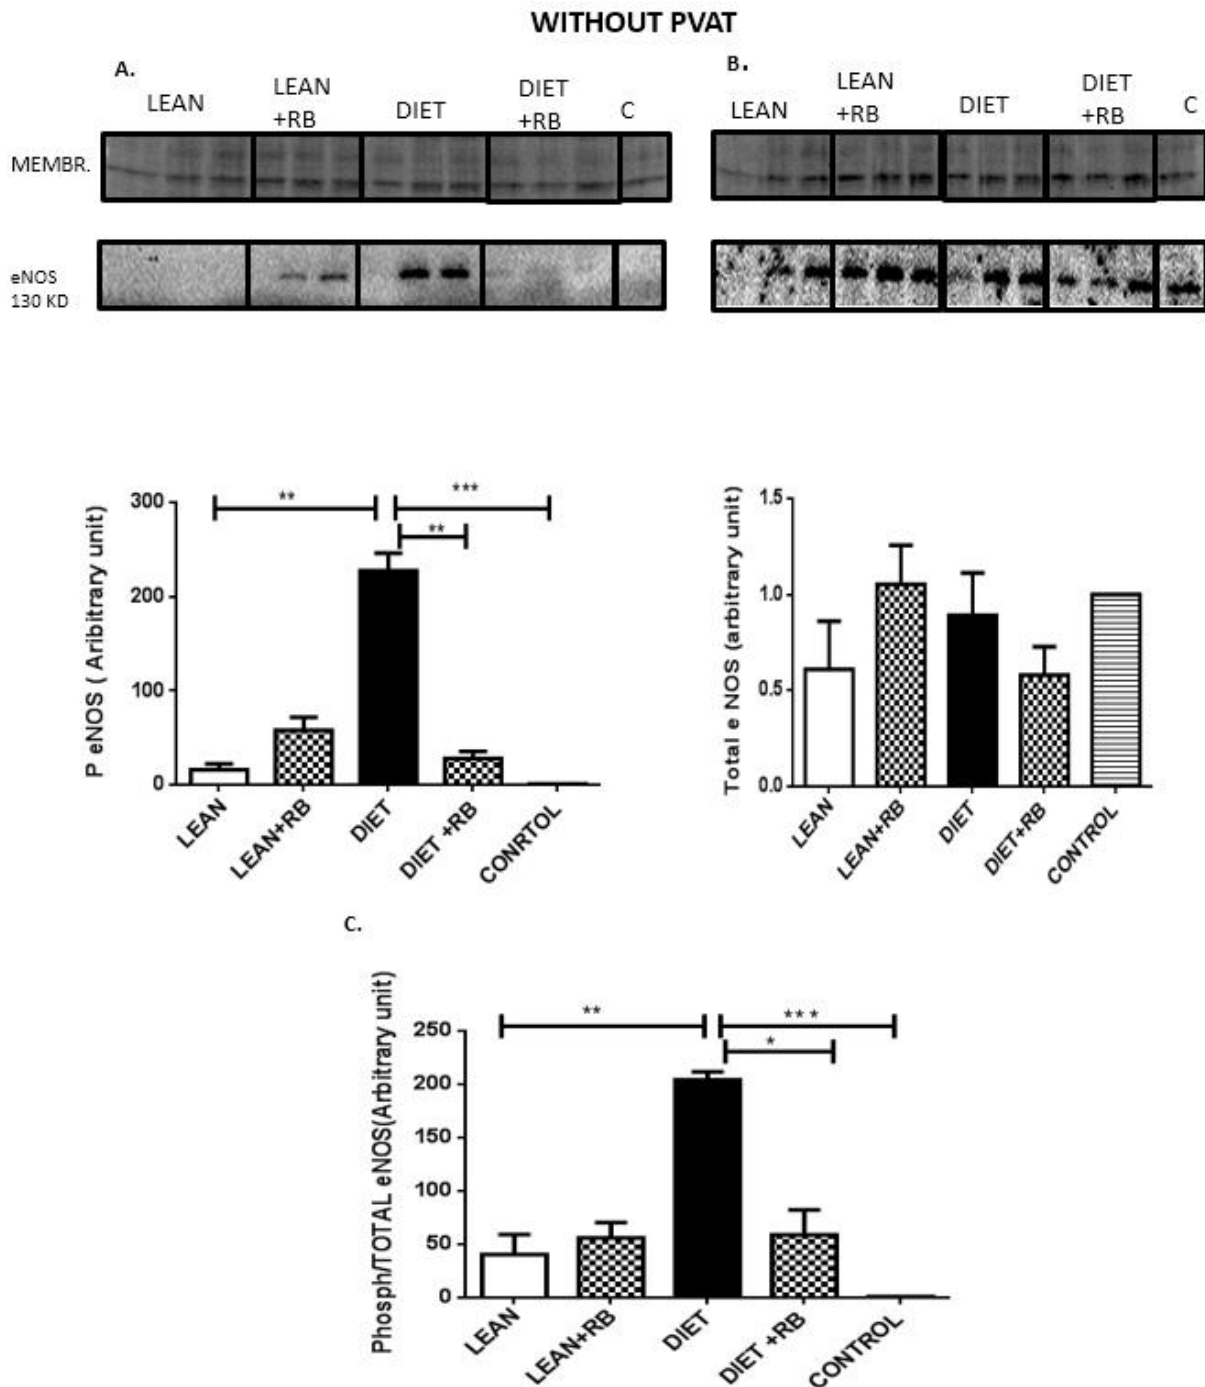 WITHOUT PVAT
A.
LEAN
LEAN
+RB
DIET
DIET
+RB
C
B.
LEAN
LEAN
+RB
DIET
DIET
+RB
C
MEMBR.
eNOS
130 KD
P eNOS ( Aribitrary unit)
300
200
100
0
**
***
**
LEAN
LEAN+RB
DIET
DIET +RB
CONRTOL
Total e NOS (arbitrary unit)
1.5
1.0
0.5
0.0
LEAN
LEAN+RB
DIET
DIET+RB
CONTROL
C.
Phosph/TOTAL eNOS(Arbitrary unit)
250
200
150
100
50
0
**
** *
*
LEAN
LEAN+RB
DIET
DIET +RB
CONTROL